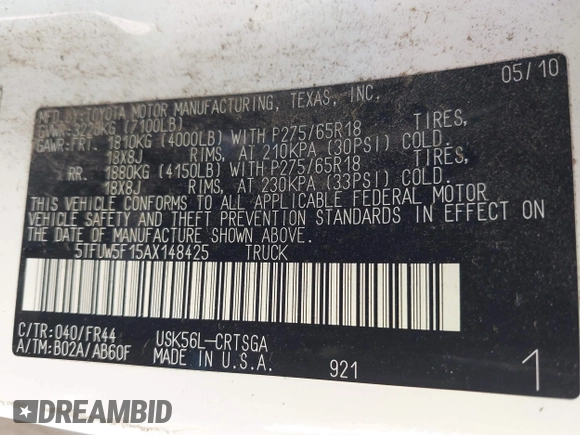 05/10
MFD BY:TOYOTA MOTOR MANUFACTURING, TEXAS, INC.
GVWR:3220KG (7100LB)
GAWR:FRT. 1810KG (4000LB) WITH P275/65R18 TIRES,
18X8J RIMS, AT 210KPA (30PSI) COLD.
RR. 1880KG (4150LB) WITH P275/65R18 TIRES,
18X8J RIMS, AT 230KPA (33PSI) COLD.
THIS VEHICLE CONFORMS TO ALL APPLICABLE FEDERAL MOTOR
VEHICLE SAFETY AND THEFT PREVENTION STANDARDS IN EFFECT ON
THE DATE OF MANUFACTURE SHOWN ABOVE.
5TFUW5F15AX148425 TRUCK
C/TR:040/FR44 USK56L-CRTSGA
A/TM:B02A/AB60F MADE IN U.S.A. 921 1
DREAMBID